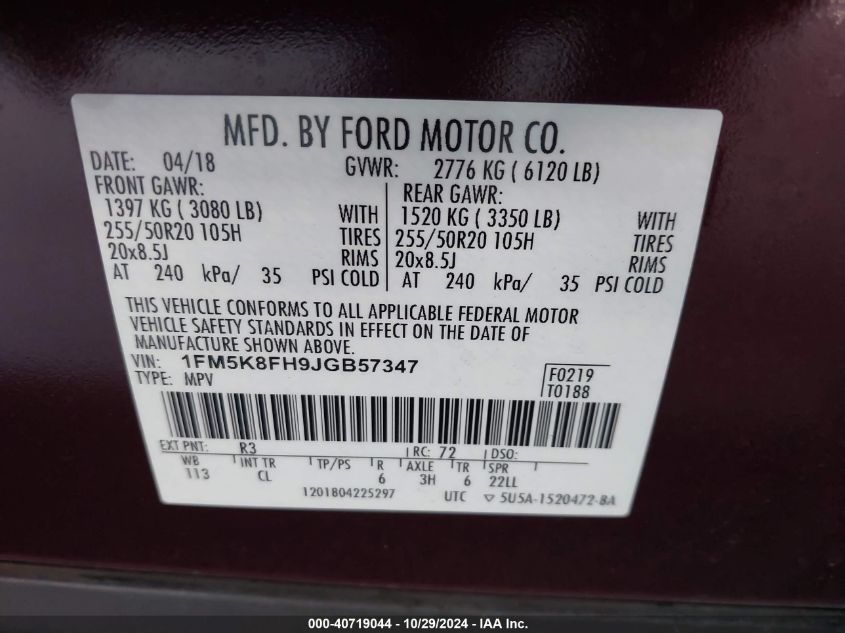 MFD. BY FORD MOTOR CO.
DATE: 04/18 GVWR: 2776 KG ( 6120 LB)
FRONT GAWR: REAR GAWR:
1397 KG ( 3080 LB) WITH 1520 KG ( 3350 LB) WITH
255/50R20 105H TIRES 255/50R20 105H TIRES
20x8.5J RIMS 20x8.5J RIMS
AT 240 kPa/ 35 PSI COLD AT 240 kPa/ 35 PSI COLD
THIS VEHICLE CONFORMS TO ALL APPLICABLE FEDERAL MOTOR
VEHICLE SAFETY STANDARDS IN EFFECT ON THE DATE OF
MANUFACTURE SHOWN ABOVE.
VIN: 1FM5K8FH9JGB57347 F0219
TYPE: MPV T0188
EXT PNT: R3 RC: 72 DSO:
WB INT TR TP/PS R AXLE TR SPR
113 CL 6 3H 6 22LL
1201804225297 UTC ▽ 5U5A-1520472-BA
000-40719044 - 10/29/2024 - IAA Inc.